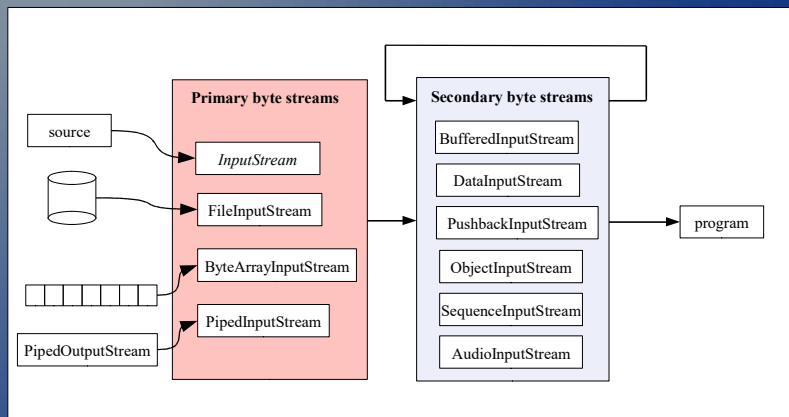 Primary byte streams
Secondary byte streams
source
InputStream
FileInputStream
ByteArrayInputStream
PipedInputStream
PipedOutputStream
BufferedInputStream
DataInputStream
PushbackInputStream
ObjectInputStream
SequenceInputStream
AudioInputStream
program